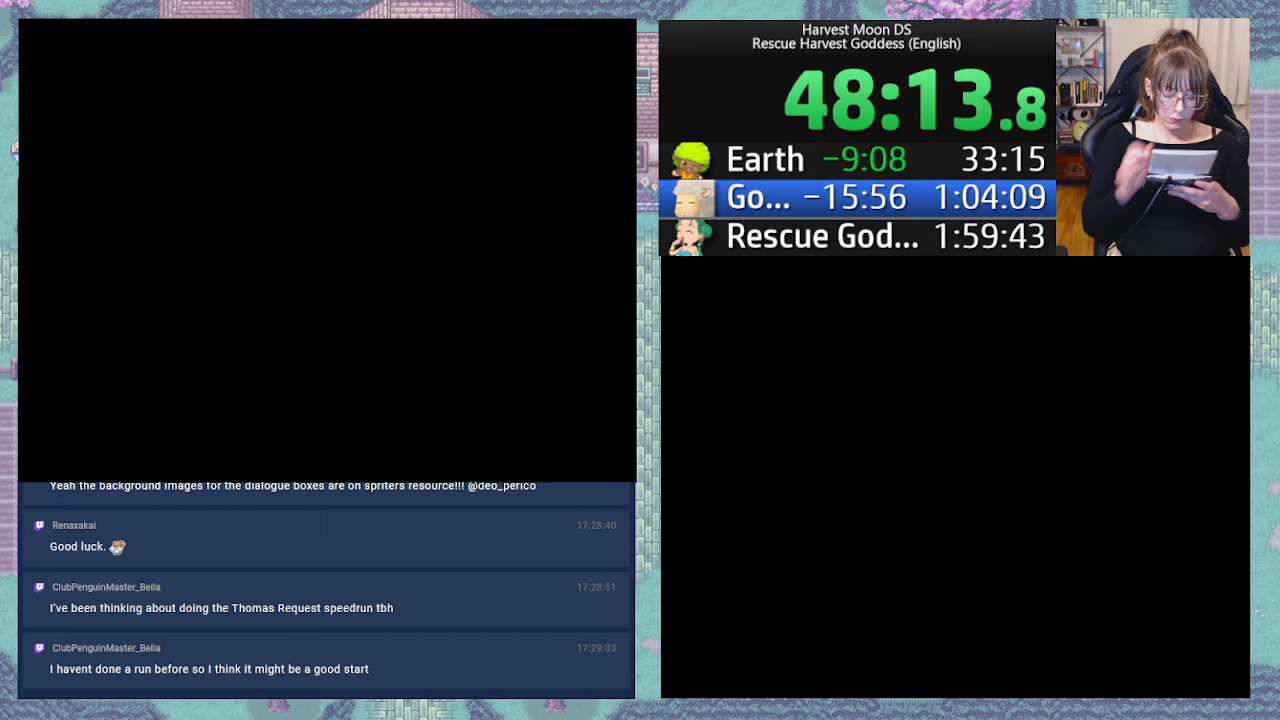 Harvest Moon DS
Rescue Harvest Goddess (English)
48:13.8
Earth −9:08 33:15
Go... −15:56 1:04:09
Rescue God... 1:59:43
Yeah the background images for the dialogue boxes are on spriters resource!!! @deo_perico
Renaxakai 17:28:40
Good luck.
ClubPenguinMaster_Bella 17:28:51
I've been thinking about doing the Thomas Request speedrun tbh
ClubPenguinMaster_Bella 17:29:33
I havent done a run before so I think it might be a good start